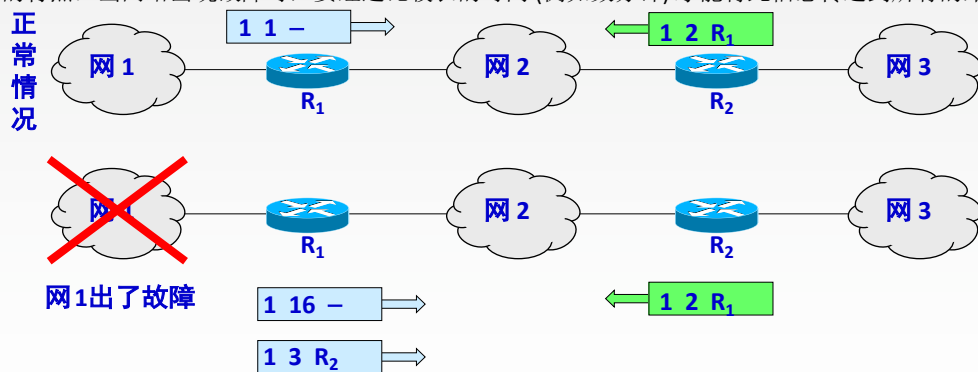 正常情况
1 1 −
1 2 R₁
网 1
网 2
网 3
R₁
R₂
网 2
网 3
R₁
R₂
网1出了故障
1 16 −
1 2 R₁
1 3 R₂